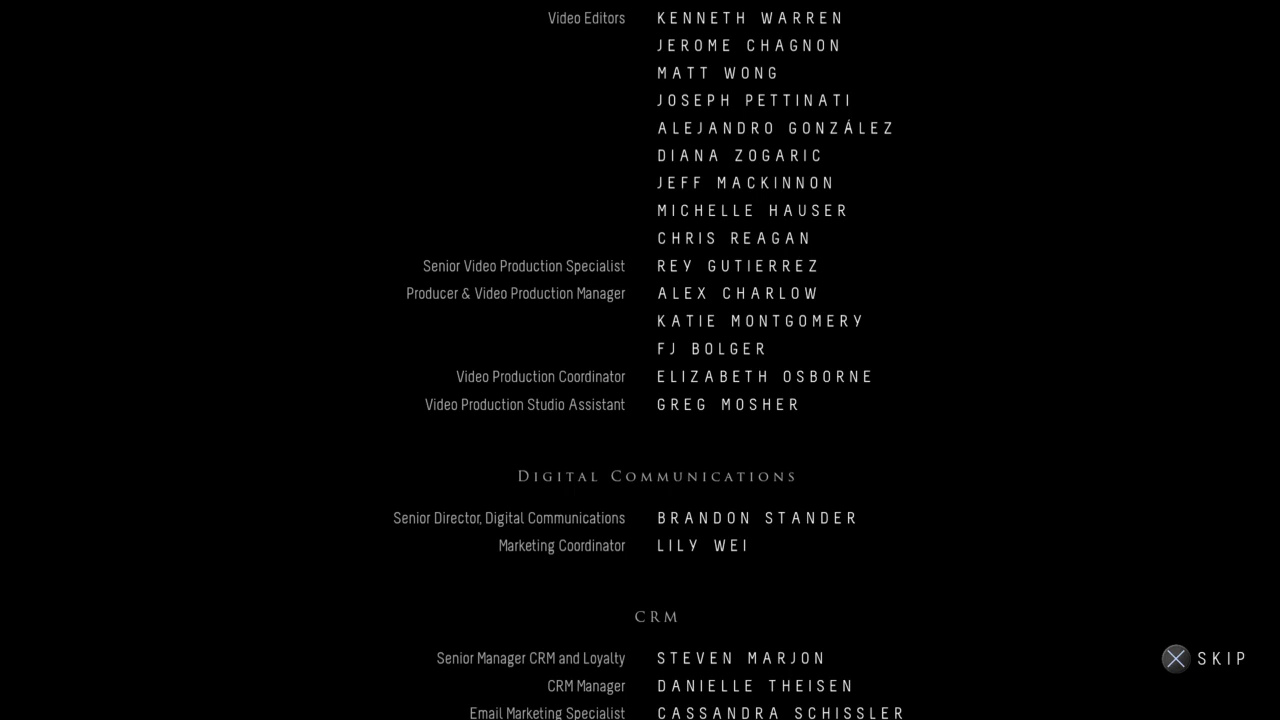 Video Editors KENNETH WARREN
JEROME CHAGNON
MATT WONG
JOSEPH PETTINATI
ALEJANDRO GONZÁLEZ
DIANA ZOGARIC
JEFF MACKINNON
MICHELLE HAUSER
CHRIS REAGAN
Senior Video Production Specialist REY GUTIERREZ
Producer & Video Production Manager ALEX CHARLOW
KATIE MONTGOMERY
FJ BOLGER
Video Production Coordinator ELIZABETH OSBORNE
Video Production Studio Assistant GREG MOSHER
DIGITAL COMMUNICATIONS
Senior Director, Digital Communications BRANDON STANDER
Marketing Coordinator LILY WEI
CRM
Senior Manager CRM and Loyalty STEVEN MARJON
SKIP
CRM Manager DANIELLE THEISEN
Email Marketing Specialist CASSANDRA SCHISSLER